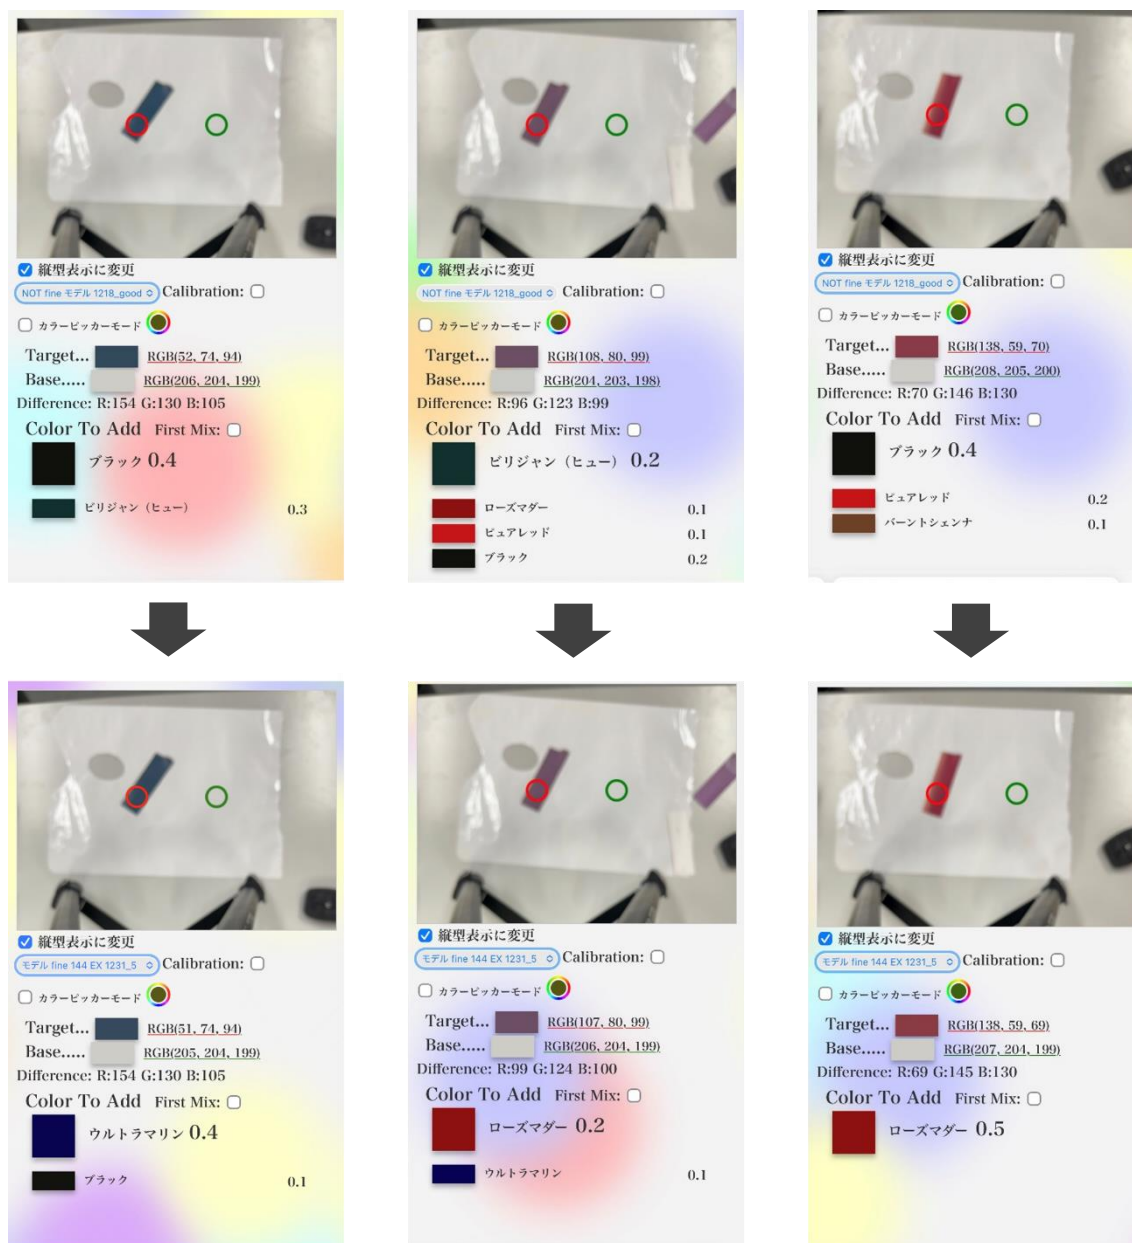 縦型表示に変更
NOT fine モデル 1218_good Calibration:
カラーピッカーモード
Target... RGB(52, 74, 94)
Base..... RGB(206, 204, 199)
Difference: R:154 G:130 B:105
Color To Add First Mix:
ブラック 0.4
ビリジャン（ヒュー） 0.3
縦型表示に変更
NOT fine モデル 1218_good Calibration:
カラーピッカーモード
Target... RGB(108, 80, 99)
Base..... RGB(204, 203, 198)
Difference: R:96 G:123 B:99
Color To Add First Mix:
ビリジャン（ヒュー） 0.2
ローズマダー 0.1
ピュアレッド 0.1
ブラック 0.2
縦型表示に変更
NOT fine モデル 1218_good Calibration:
カラーピッカーモード
Target... RGB(138, 59, 70)
Base..... RGB(208, 205, 200)
Difference: R:70 G:146 B:130
Color To Add First Mix:
ブラック 0.4
ピュアレッド 0.2
バーントシェンナ 0.1
縦型表示に変更
モデル fine 144 EX 1231_5 Calibration:
カラーピッカーモード
Target... RGB(51, 74, 94)
Base..... RGB(205, 204, 199)
Difference: R:154 G:130 B:105
Color To Add First Mix:
ウルトラマリン 0.4
ブラック 0.1
縦型表示に変更
モデル fine 144 EX 1231_5 Calibration:
カラーピッカーモード
Target... RGB(107, 80, 99)
Base..... RGB(206, 204, 199)
Difference: R:99 G:124 B:100
Color To Add First Mix:
ローズマダー 0.2
ウルトラマリン 0.1
縦型表示に変更
モデル fine 144 EX 1231_5 Calibration:
カラーピッカーモード
Target... RGB(138, 59, 69)
Base..... RGB(207, 204, 199)
Difference: R:69 G:145 B:130
Color To Add First Mix:
ローズマダー 0.5